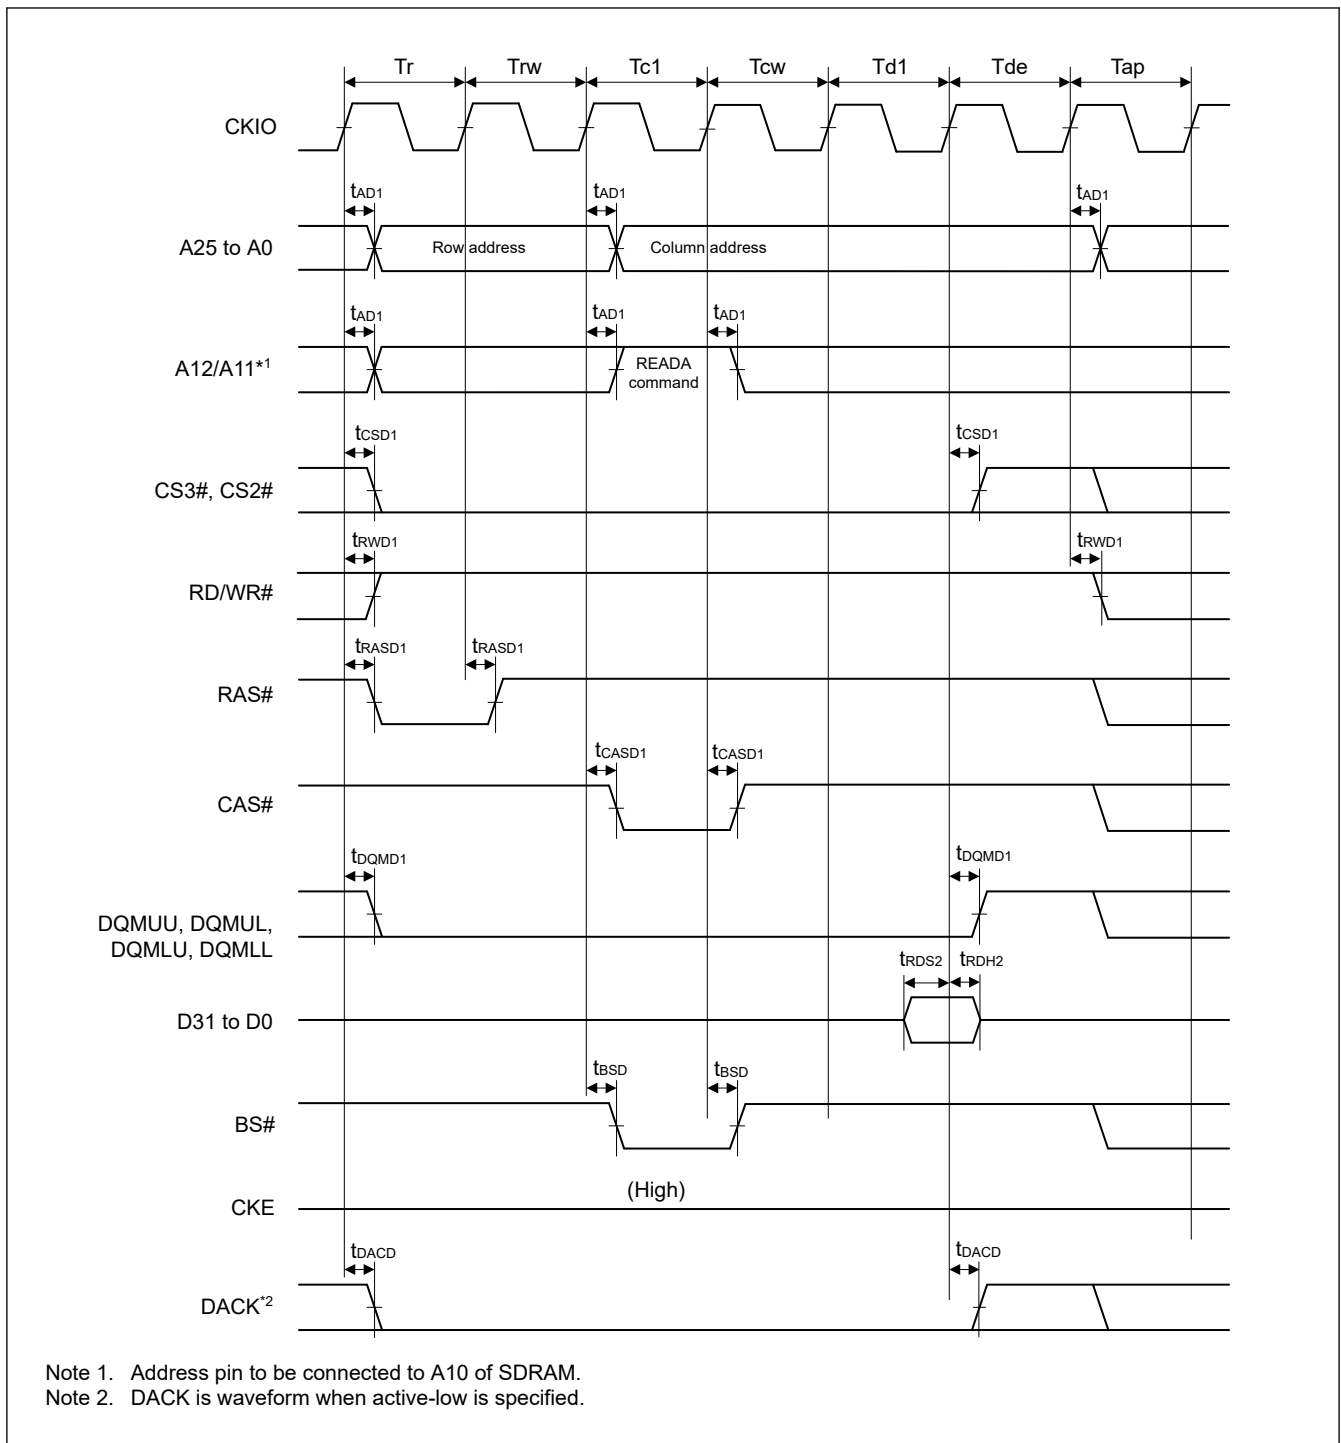 Tr Trw Tc1 Tcw Td1 Tde Tap
CKIO
tAD1 tAD1 tAD1
A25 to A0 Row address Column address
tAD1 tAD1 tAD1
A12/A11*1 READA
command
tCSD1 tCSD1
CS3#, CS2#
tRWD1 tRWD1
RD/WR#
tRASD1 tRASD1
RAS#
tCASD1 tCASD1
CAS#
tDQMD1 tDQMD1
DQMUU, DQMUL,
DQMLU, DQMLL
tRDS2 tRDH2
D31 to D0
tBSD tBSD
BS#
(High)
CKE
tDACD tDACD
DACK*2
Note 1. Address pin to be connected to A10 of SDRAM.
Note 2. DACK is waveform when active-low is specified.